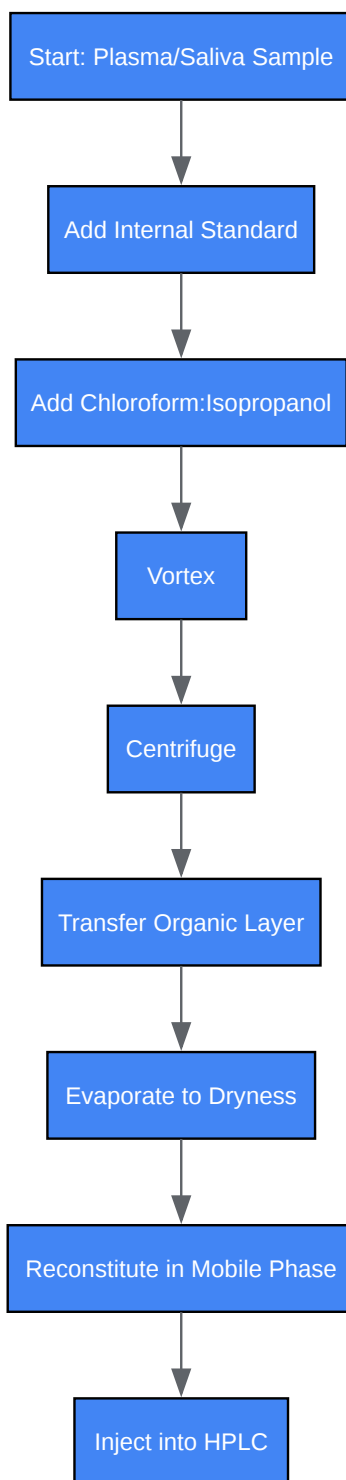 Start: Plasma/Saliva Sample
Add Internal Standard
Add Chloroform:Isopropanol
Vortex
Centrifuge
Transfer Organic Layer
Evaporate to Dryness
Reconstitute in Mobile Phase
Inject into HPLC